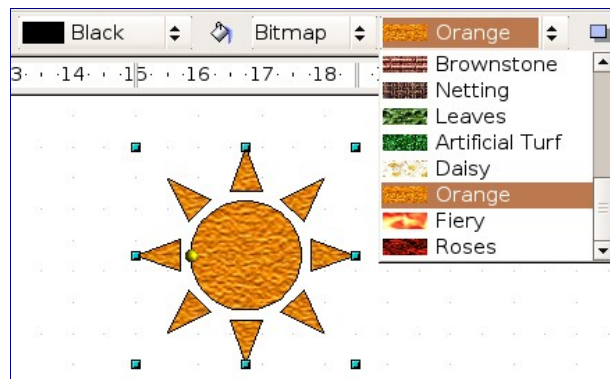 Black Bitmap Orange
3 14 15 16 17 18
Brownstone
Netting
Leaves
Artificial Turf
Daisy
Orange
Fiery
Roses